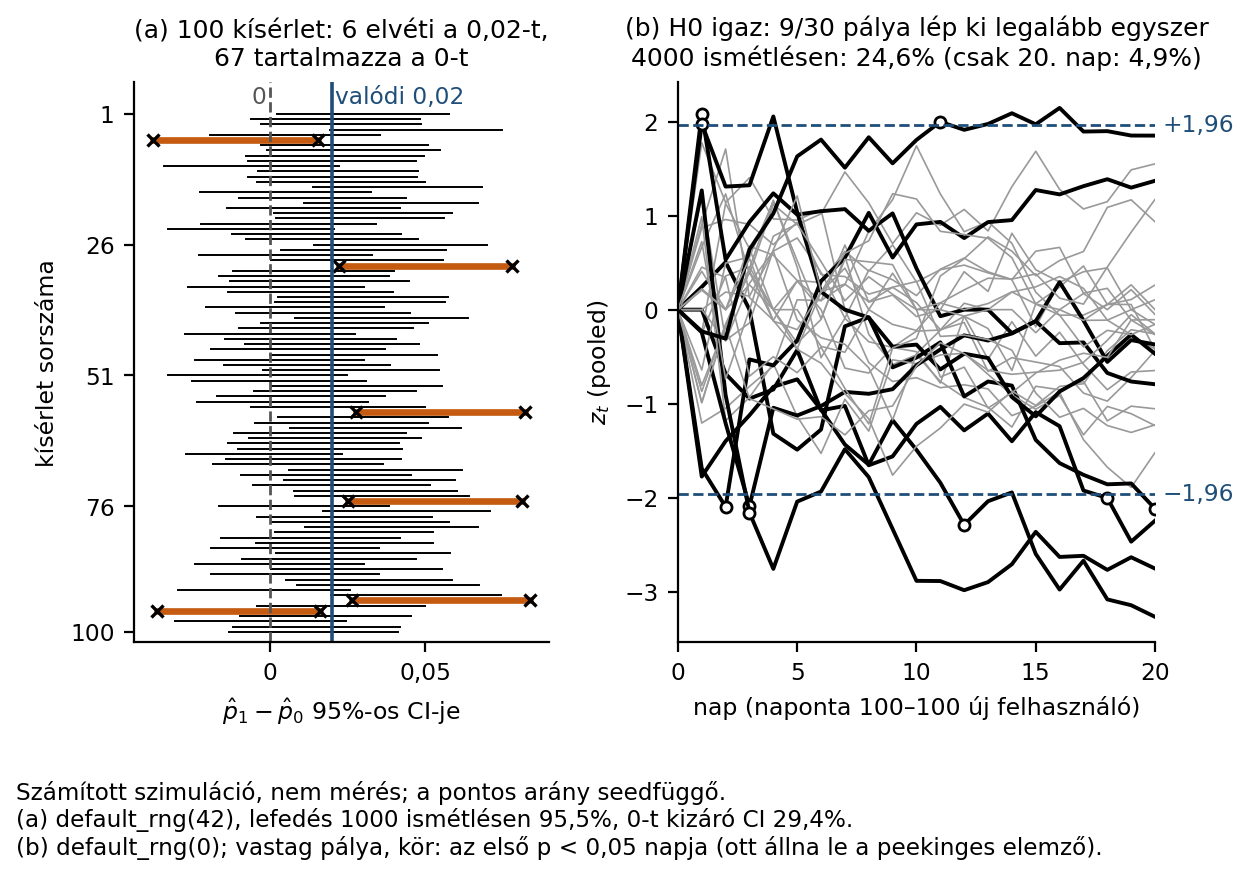 (a) 100 kísérlet: 6 elvéti a 0,02-t,
67 tartalmazza a 0-t
0
valódi 0,02
1
26
51
76
100
kísérlet sorszáma
0
0,05
p̂₁ − p̂₀ 95%-os CI-je
(b) H0 igaz: 9/30 pálya lép ki legalább egyszer
4000 ismétlésen: 24,6% (csak 20. nap: 4,9%)
+1,96
−1,96
2
1
0
−1
−2
−3
zₜ (pooled)
0
5
10
15
20
nap (naponta 100–100 új felhasználó)
Számított szimuláció, nem mérés; a pontos arány seedfüggő.
(a) default_rng(42), lefedés 1000 ismétlésen 95,5%, 0-t kizáró CI 29,4%.
(b) default_rng(0); vastag pálya, kör: az első p < 0,05 napja (ott állna le a peekinges elemző).